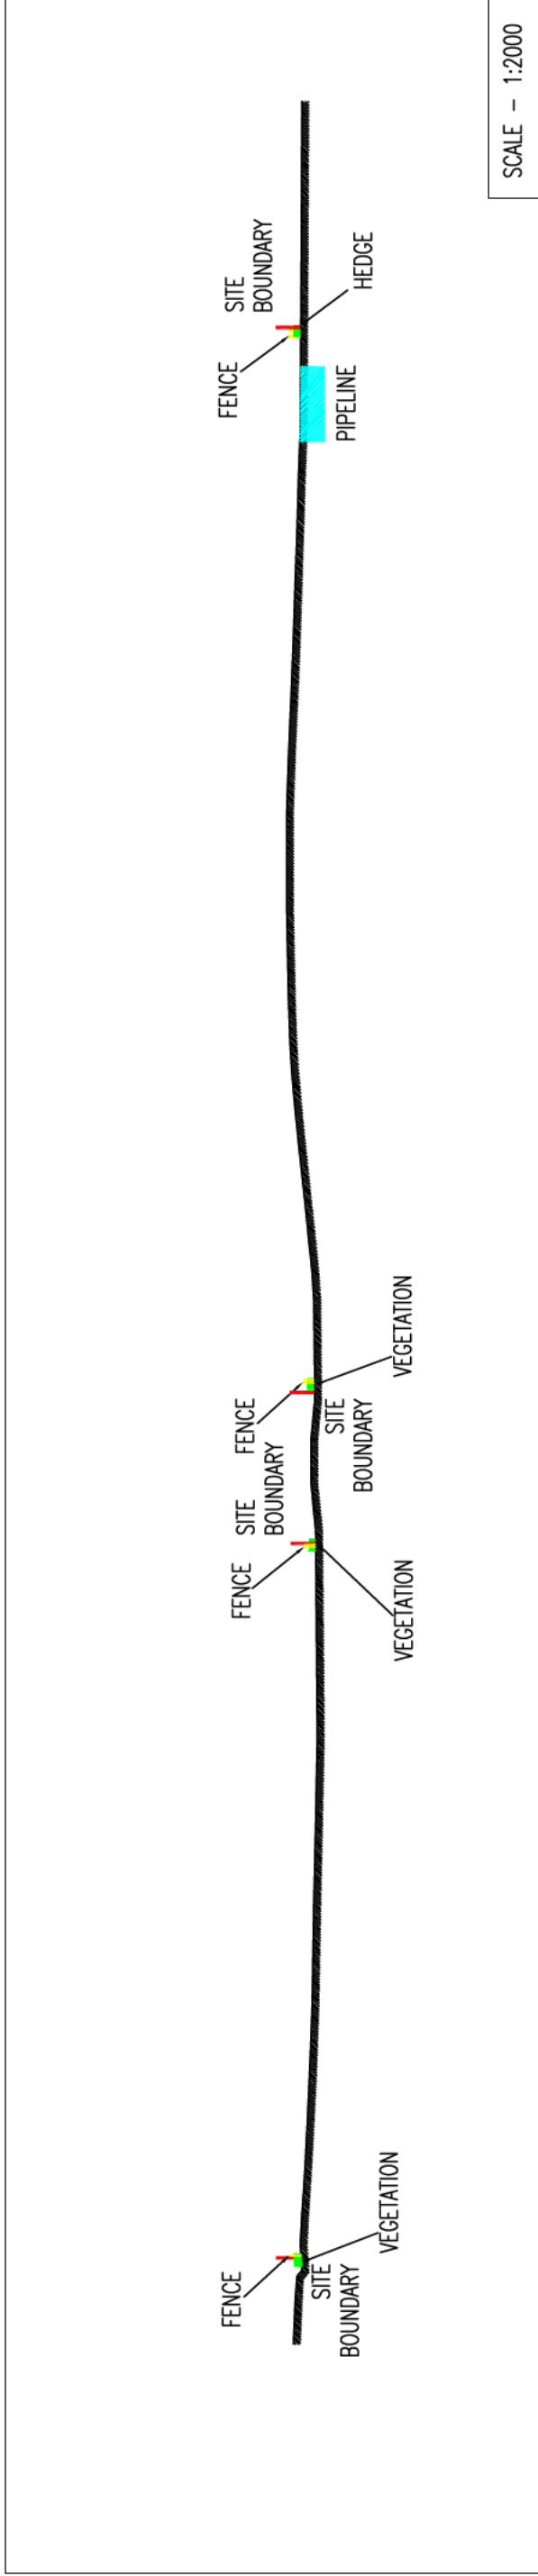 FENCE
SITE
BOUNDARY
VEGETATION
FENCE
SITE
BOUNDARY
VEGETATION
FENCE
SITE
BOUNDARY
VEGETATION
FENCE
SITE
BOUNDARY
PIPELINE
HEDGE
SCALE - 1:2000